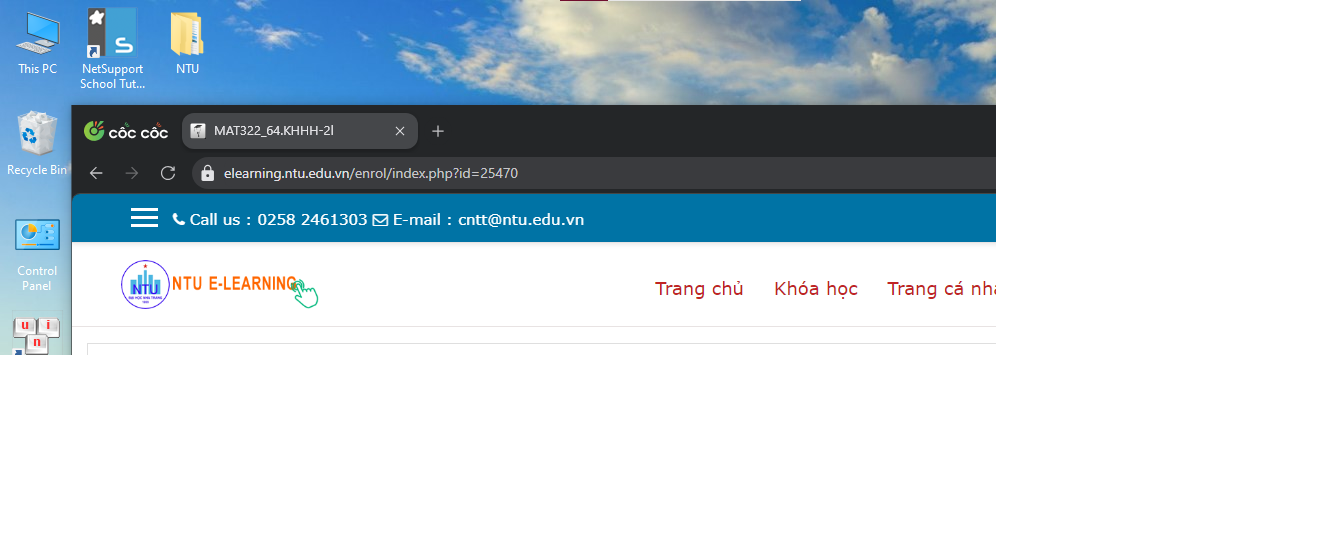 This PC
NetSupport School Tut...
NTU
Recycle Bin
Control Panel
u i n
CỐC CỐC
MAT322_64.KHHH-2l
elearning.ntu.edu.vn/enrol/index.php?id=25470
Call us : 0258 2461303 E-mail : cntt@ntu.edu.vn
NTU
NTU E-LEARNING
Trang chủ Khóa học Trang cá nhâ